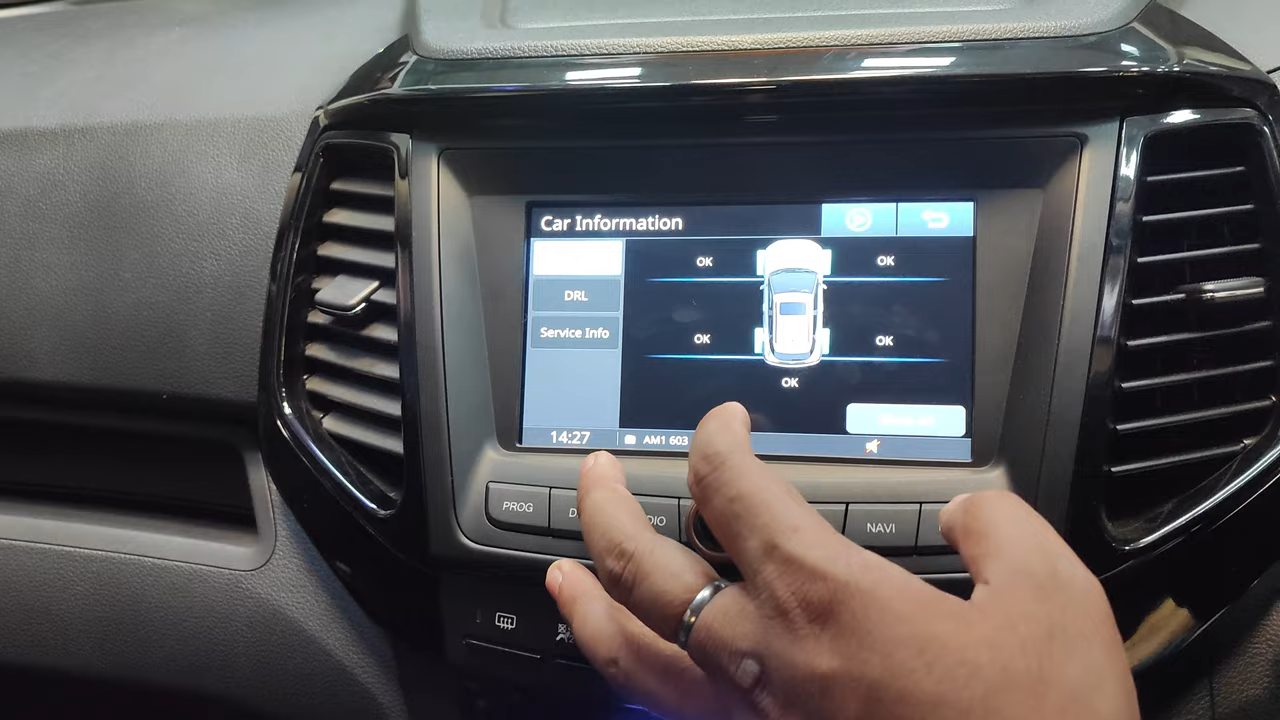 Car Information
OK
OK
DRL
Service Info
OK
OK
OK
14:27
AM1 603
PROG
NAVI